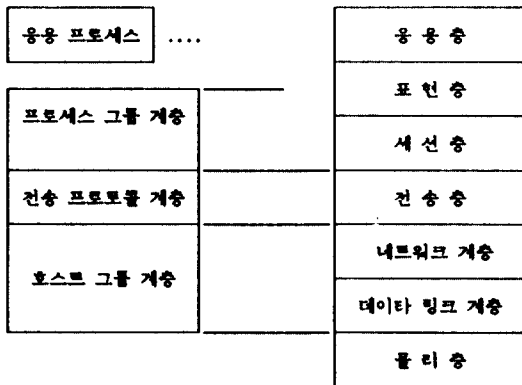 응용 프로세스 ....
프로세스 그룹 계층
전송 프로토콜 계층
호스트 그룹 계층
응 용 층
표 현 층
세 션 층
전 송 층
네트워크 계층
데이타 링크 계층
물 리 층